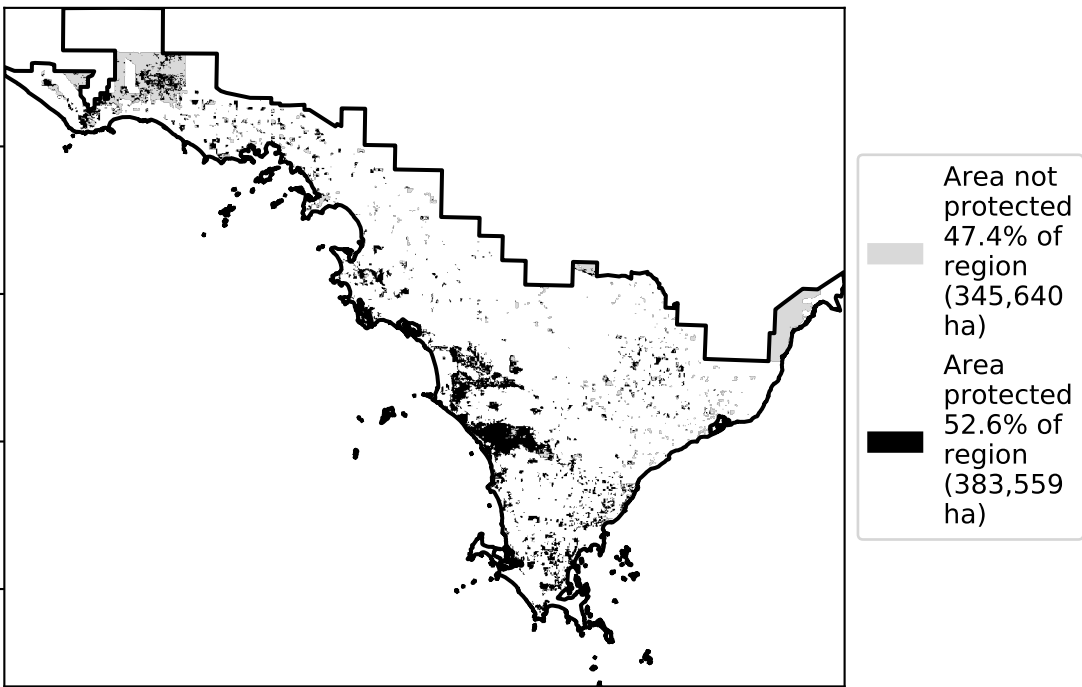 Area not
protected
47.4% of
region
(345,640
ha)
Area
protected
52.6% of
region
(383,559
ha)